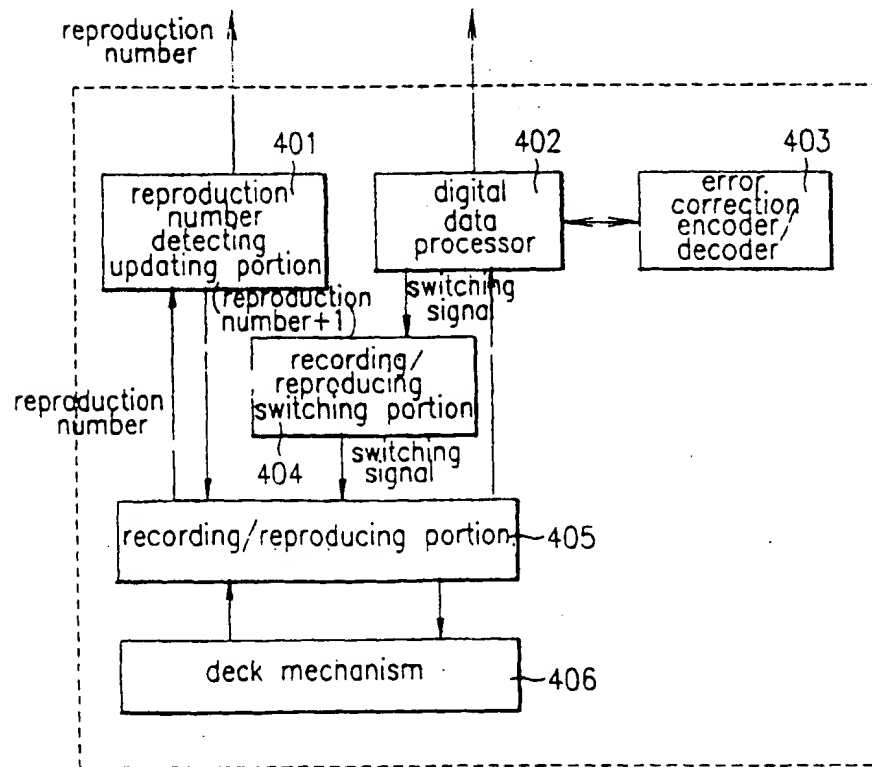 reproduction
number
401
402
403
reproduction
number
detecting
updating portion
digital
data
processor
error
correction
encoder/
decoder
(reproduction
number+1)
switching
signal
recording/
reproducing
switching portion
reproduction
number
404
switching
signal
recording/reproducing portion
405
deck mechanism
406